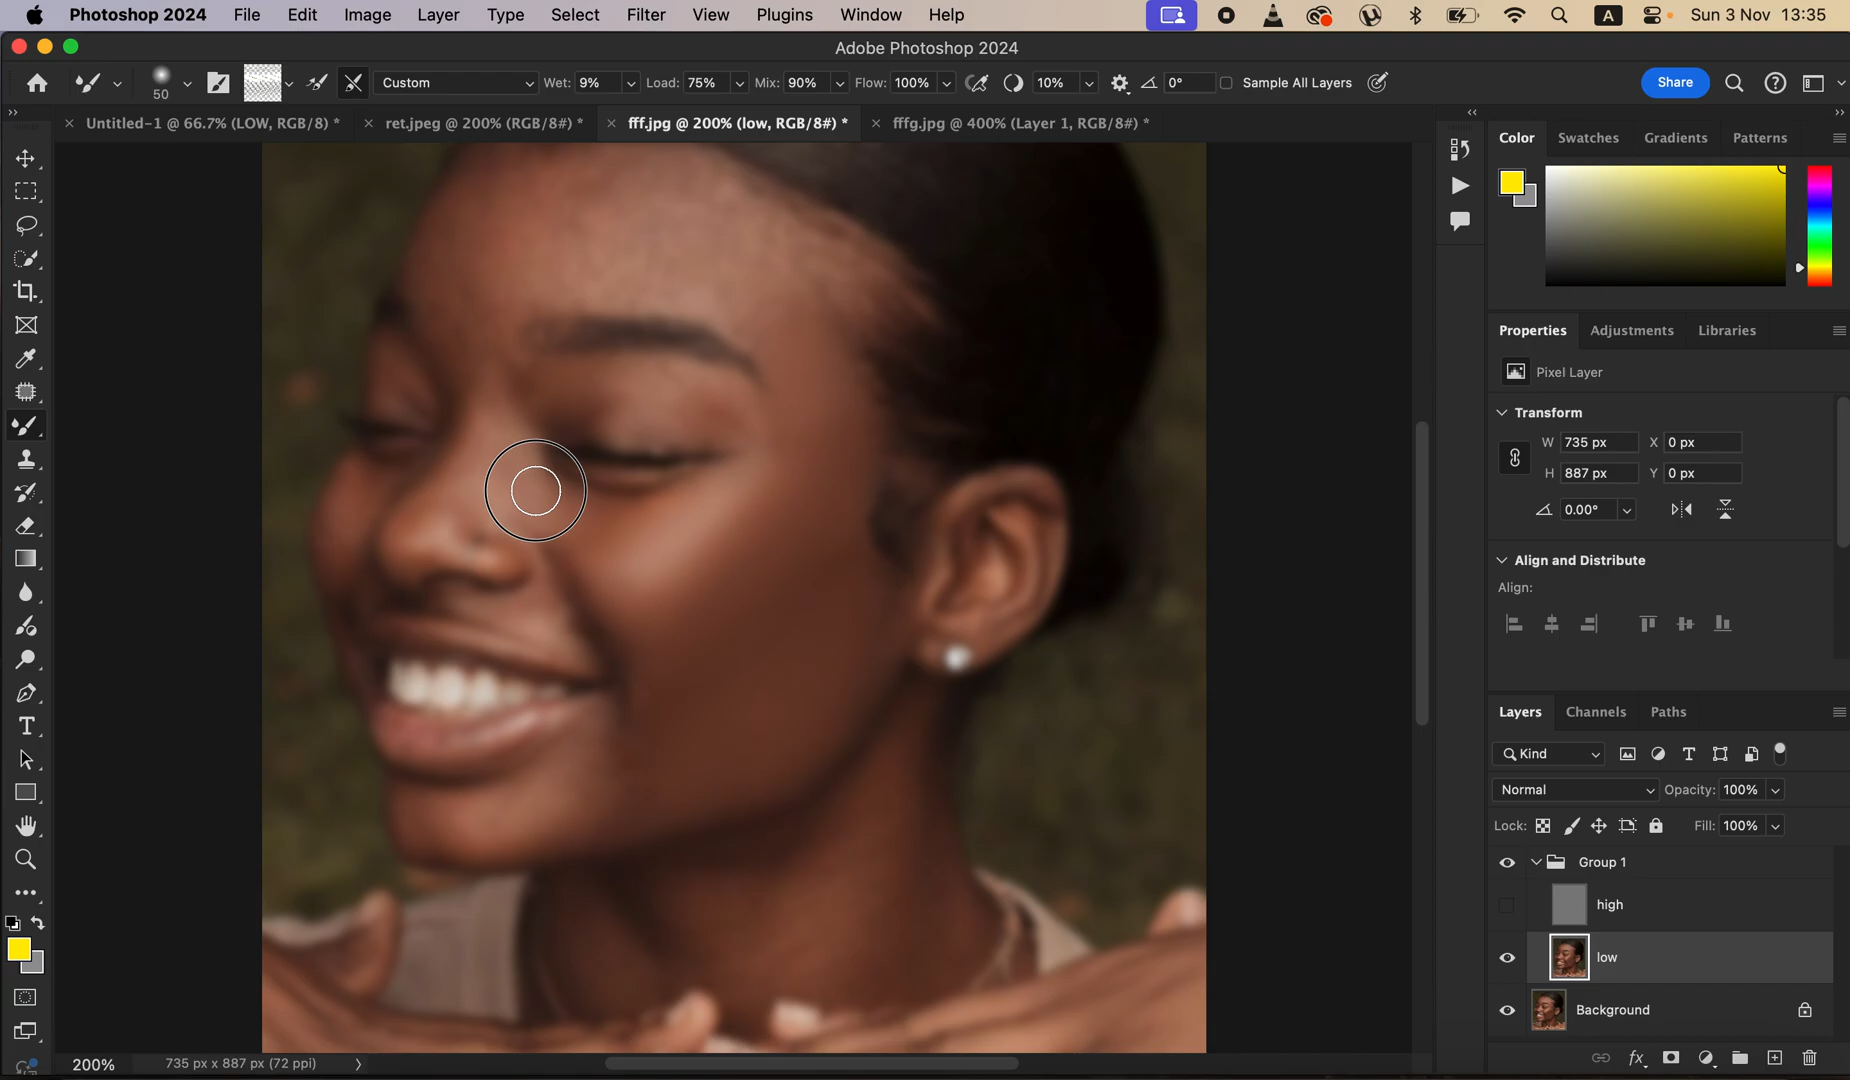 Photoshop 2024 File Edit Image Layer Type Select Filter View Plugins Window Help A Sun 3 Nov 13:35
Adobe Photoshop 2024
50 Custom Wet: 9% Load: 75% Mix: 90% Flow: 100% 10% 0° Sample All Layers Share
Untitled-1 @ 66.7% (LOW, RGB/8) * ret.jpeg @ 200% (RGB/8#) * fff.jpg @ 200% (low, RGB/8#) * fffg.jpg @ 400% (Layer 1, RGB/8#) *
Color Swatches Gradients Patterns
Properties Adjustments Libraries
Pixel Layer
Transform
W 735 px X 0 px
H 887 px Y 0 px
0.00°
Align and Distribute
Align:
Layers Channels Paths
Kind
Normal Opacity: 100%
Lock: Fill: 100%
Group 1
high
low
Background
fx
200% 735 px x 887 px (72 ppi)